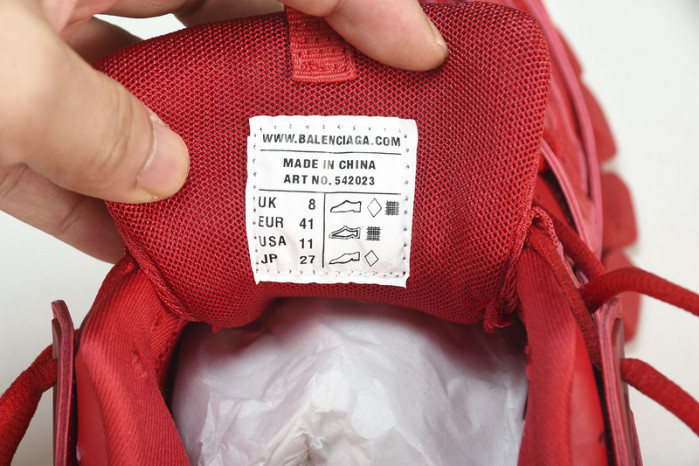 WWW.BALENCIAGA.COM
MADE IN CHINA
ART NO. 542023
UK 8
EUR 41
USA 11
JP 27